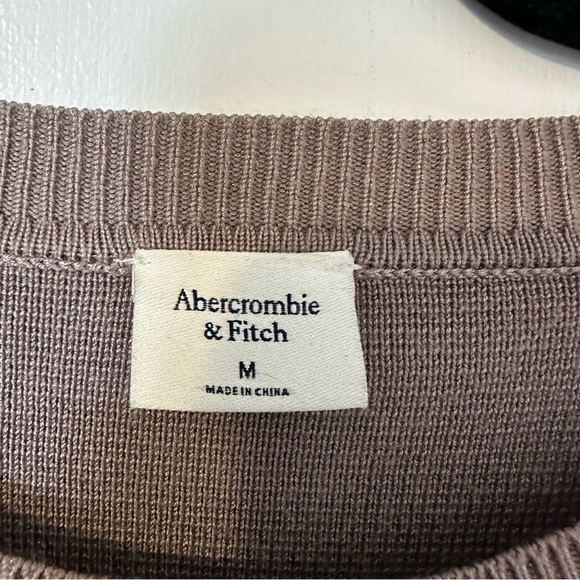 Abercrombie
& Fitch
M
MADE IN CHINA